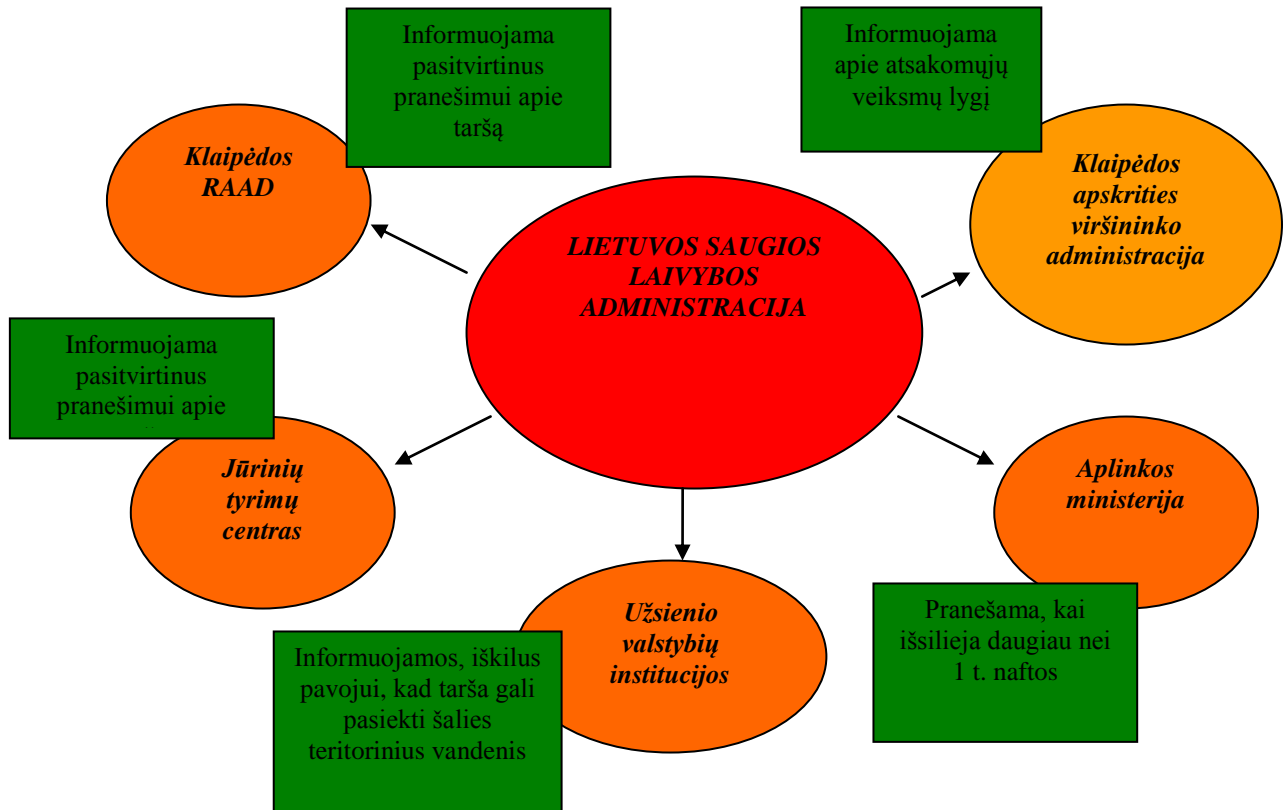 Informuojama
pasitvirtinus
pranešimui apie
taršą
Informuojama
apie atsakomųjų
veiksmų lygį
Klaipėdos
RAAD
Klaipėdos
apskrities
viršininko
administracija
LIETUVOS SAUGIOS
LAIVYBOS
ADMINISTRACIJA
Informuojama
pasitvirtinus
pranešimui apie
Jūrinių
tyrimų
centras
Aplinkos
ministerija
Užsienio
valstybių
institucijos
Pranešama, kai
išsilieja daugiau nei
1 t. naftos
Informuojamos, iškilus
pavojui, kad tarša gali
pasiekti šalies
teritorinius vandenis